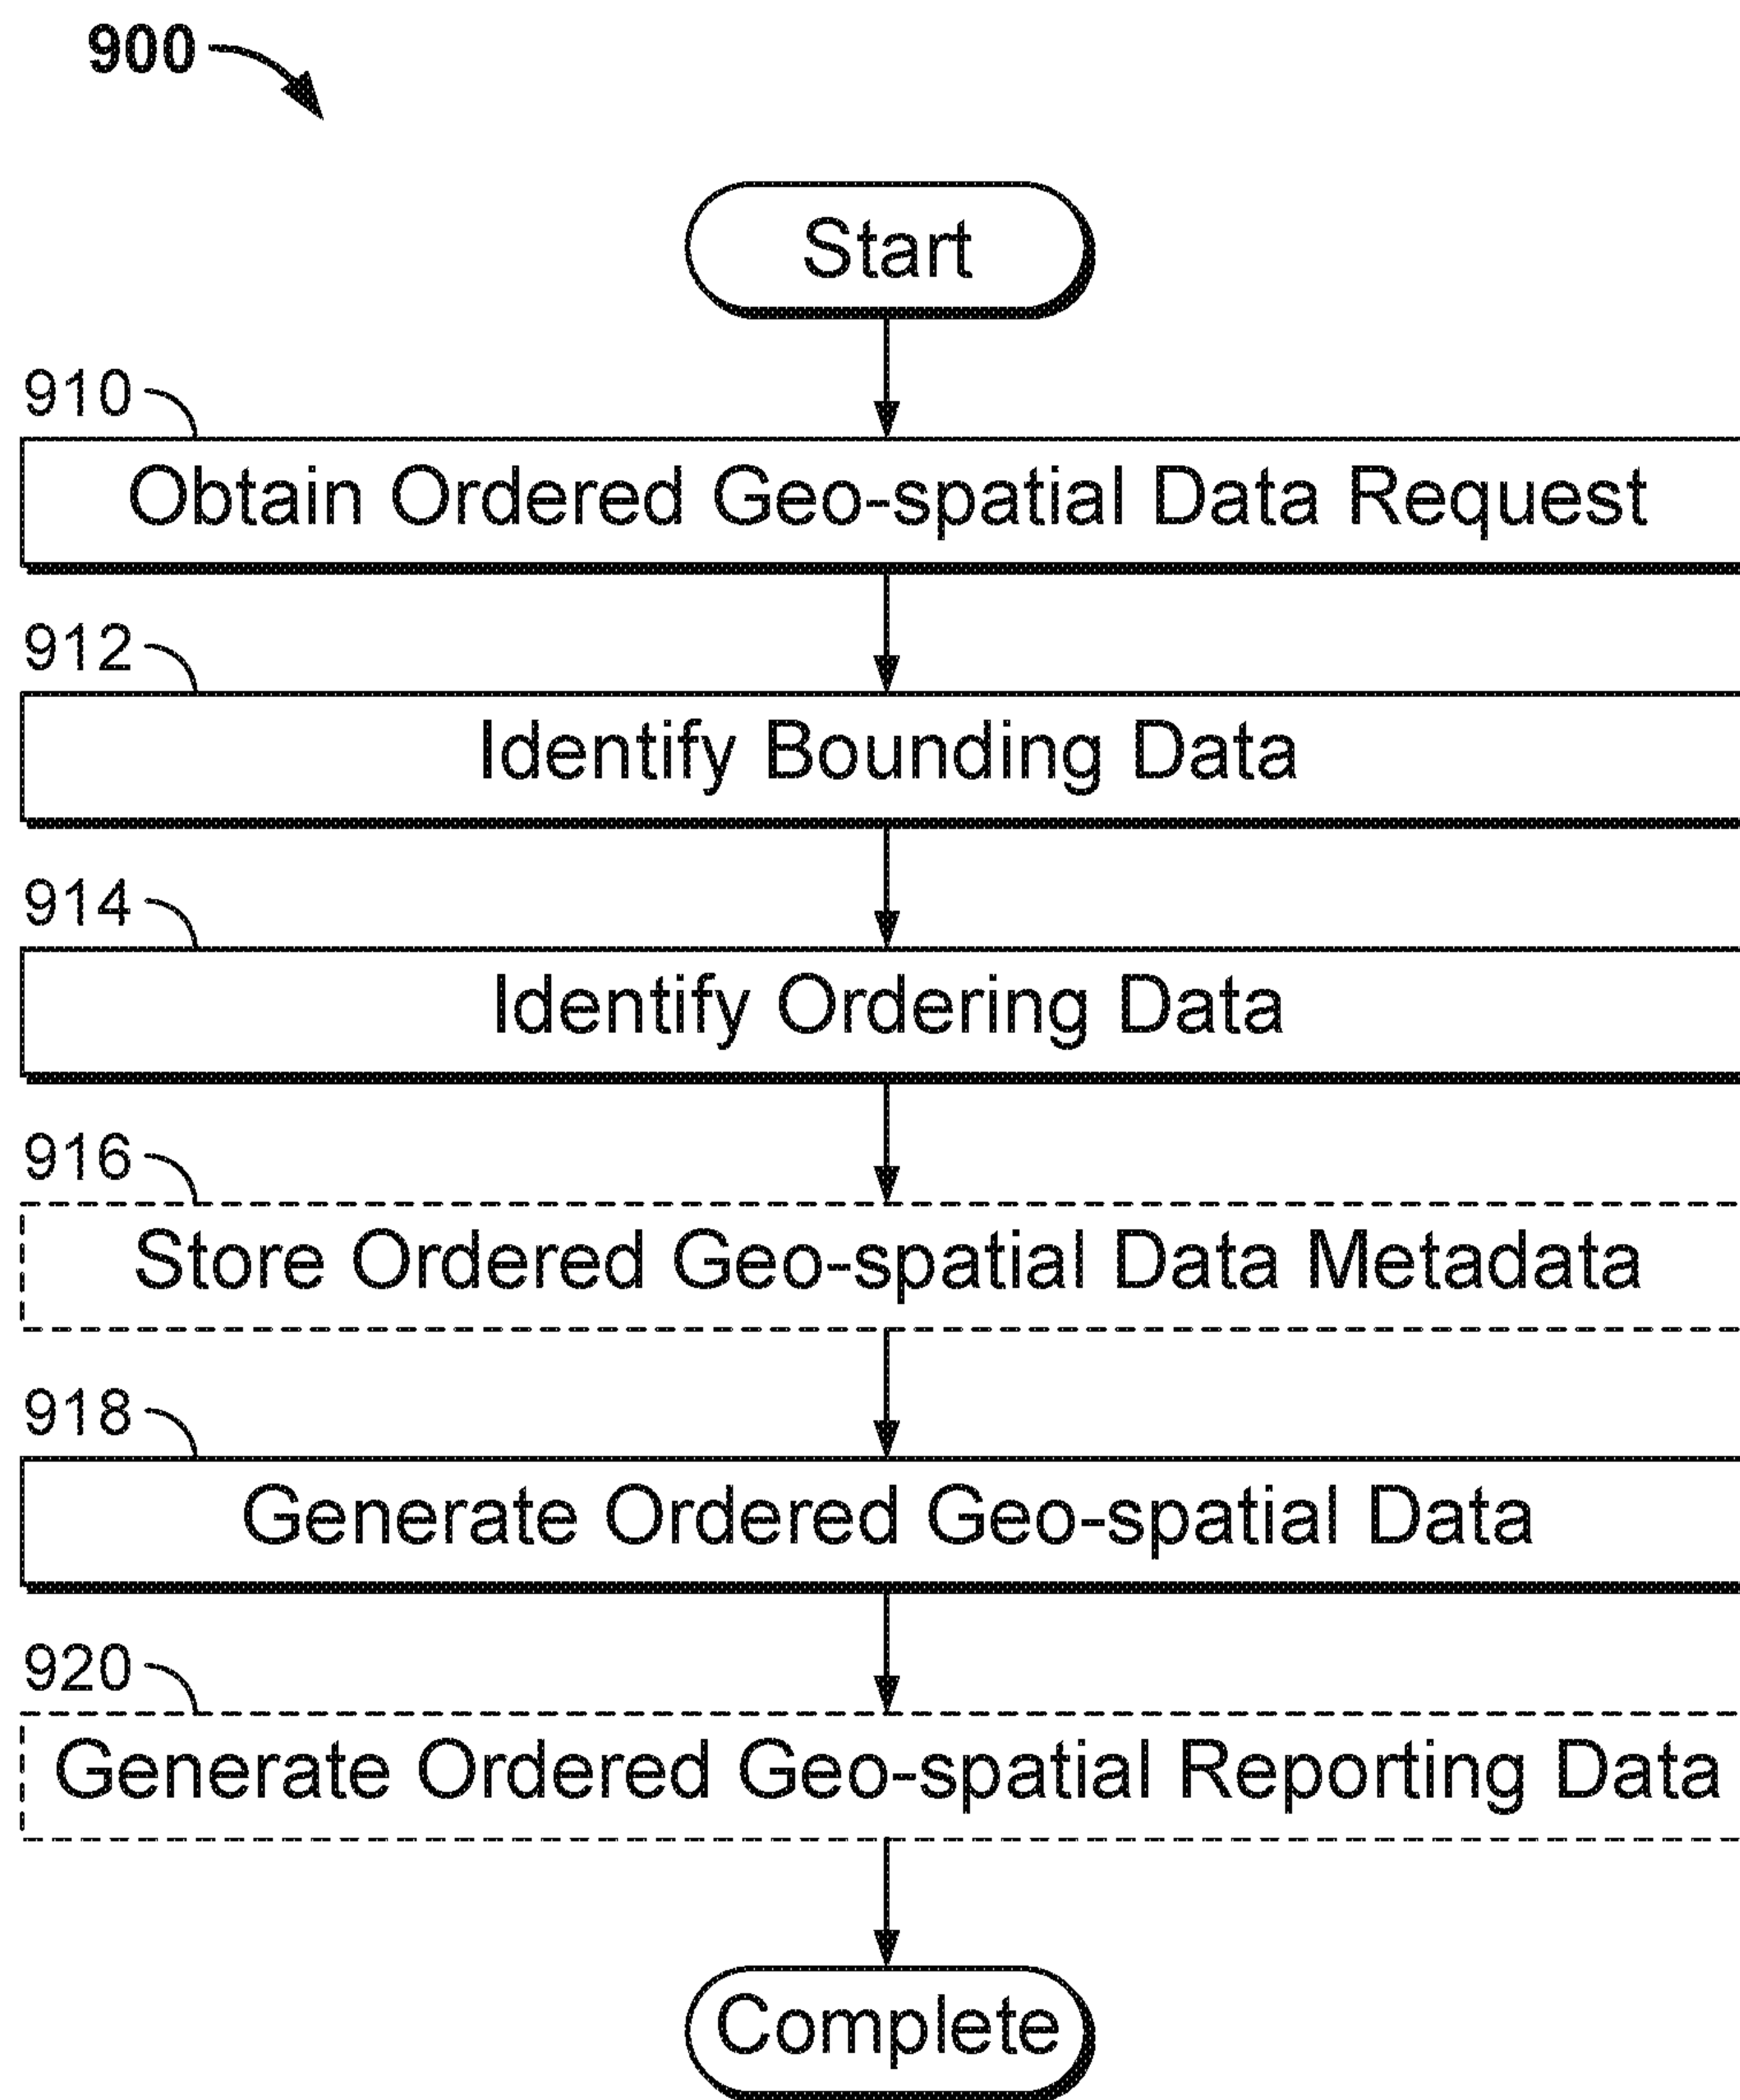 900
Start
910
Obtain Ordered Geo-spatial Data Request
912
Identify Bounding Data
914
Identify Ordering Data
916
Store Ordered Geo-spatial Data Metadata
918
Generate Ordered Geo-spatial Data
920
Generate Ordered Geo-spatial Reporting Data
Complete